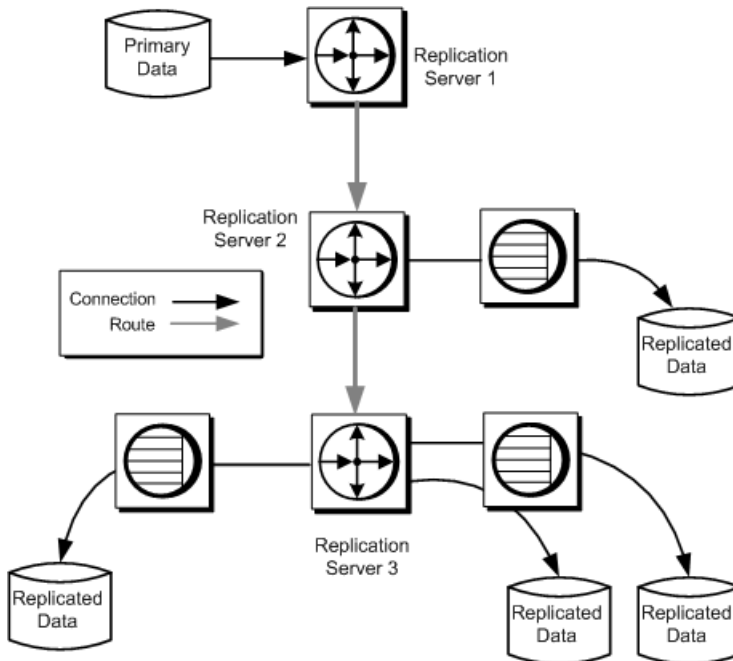 Primary
Data
Replication
Server 1
Replication
Server 2
Connection
Route
Replicated
Data
Replication
Server 3
Replicated
Data
Replicated
Data
Replicated
Data